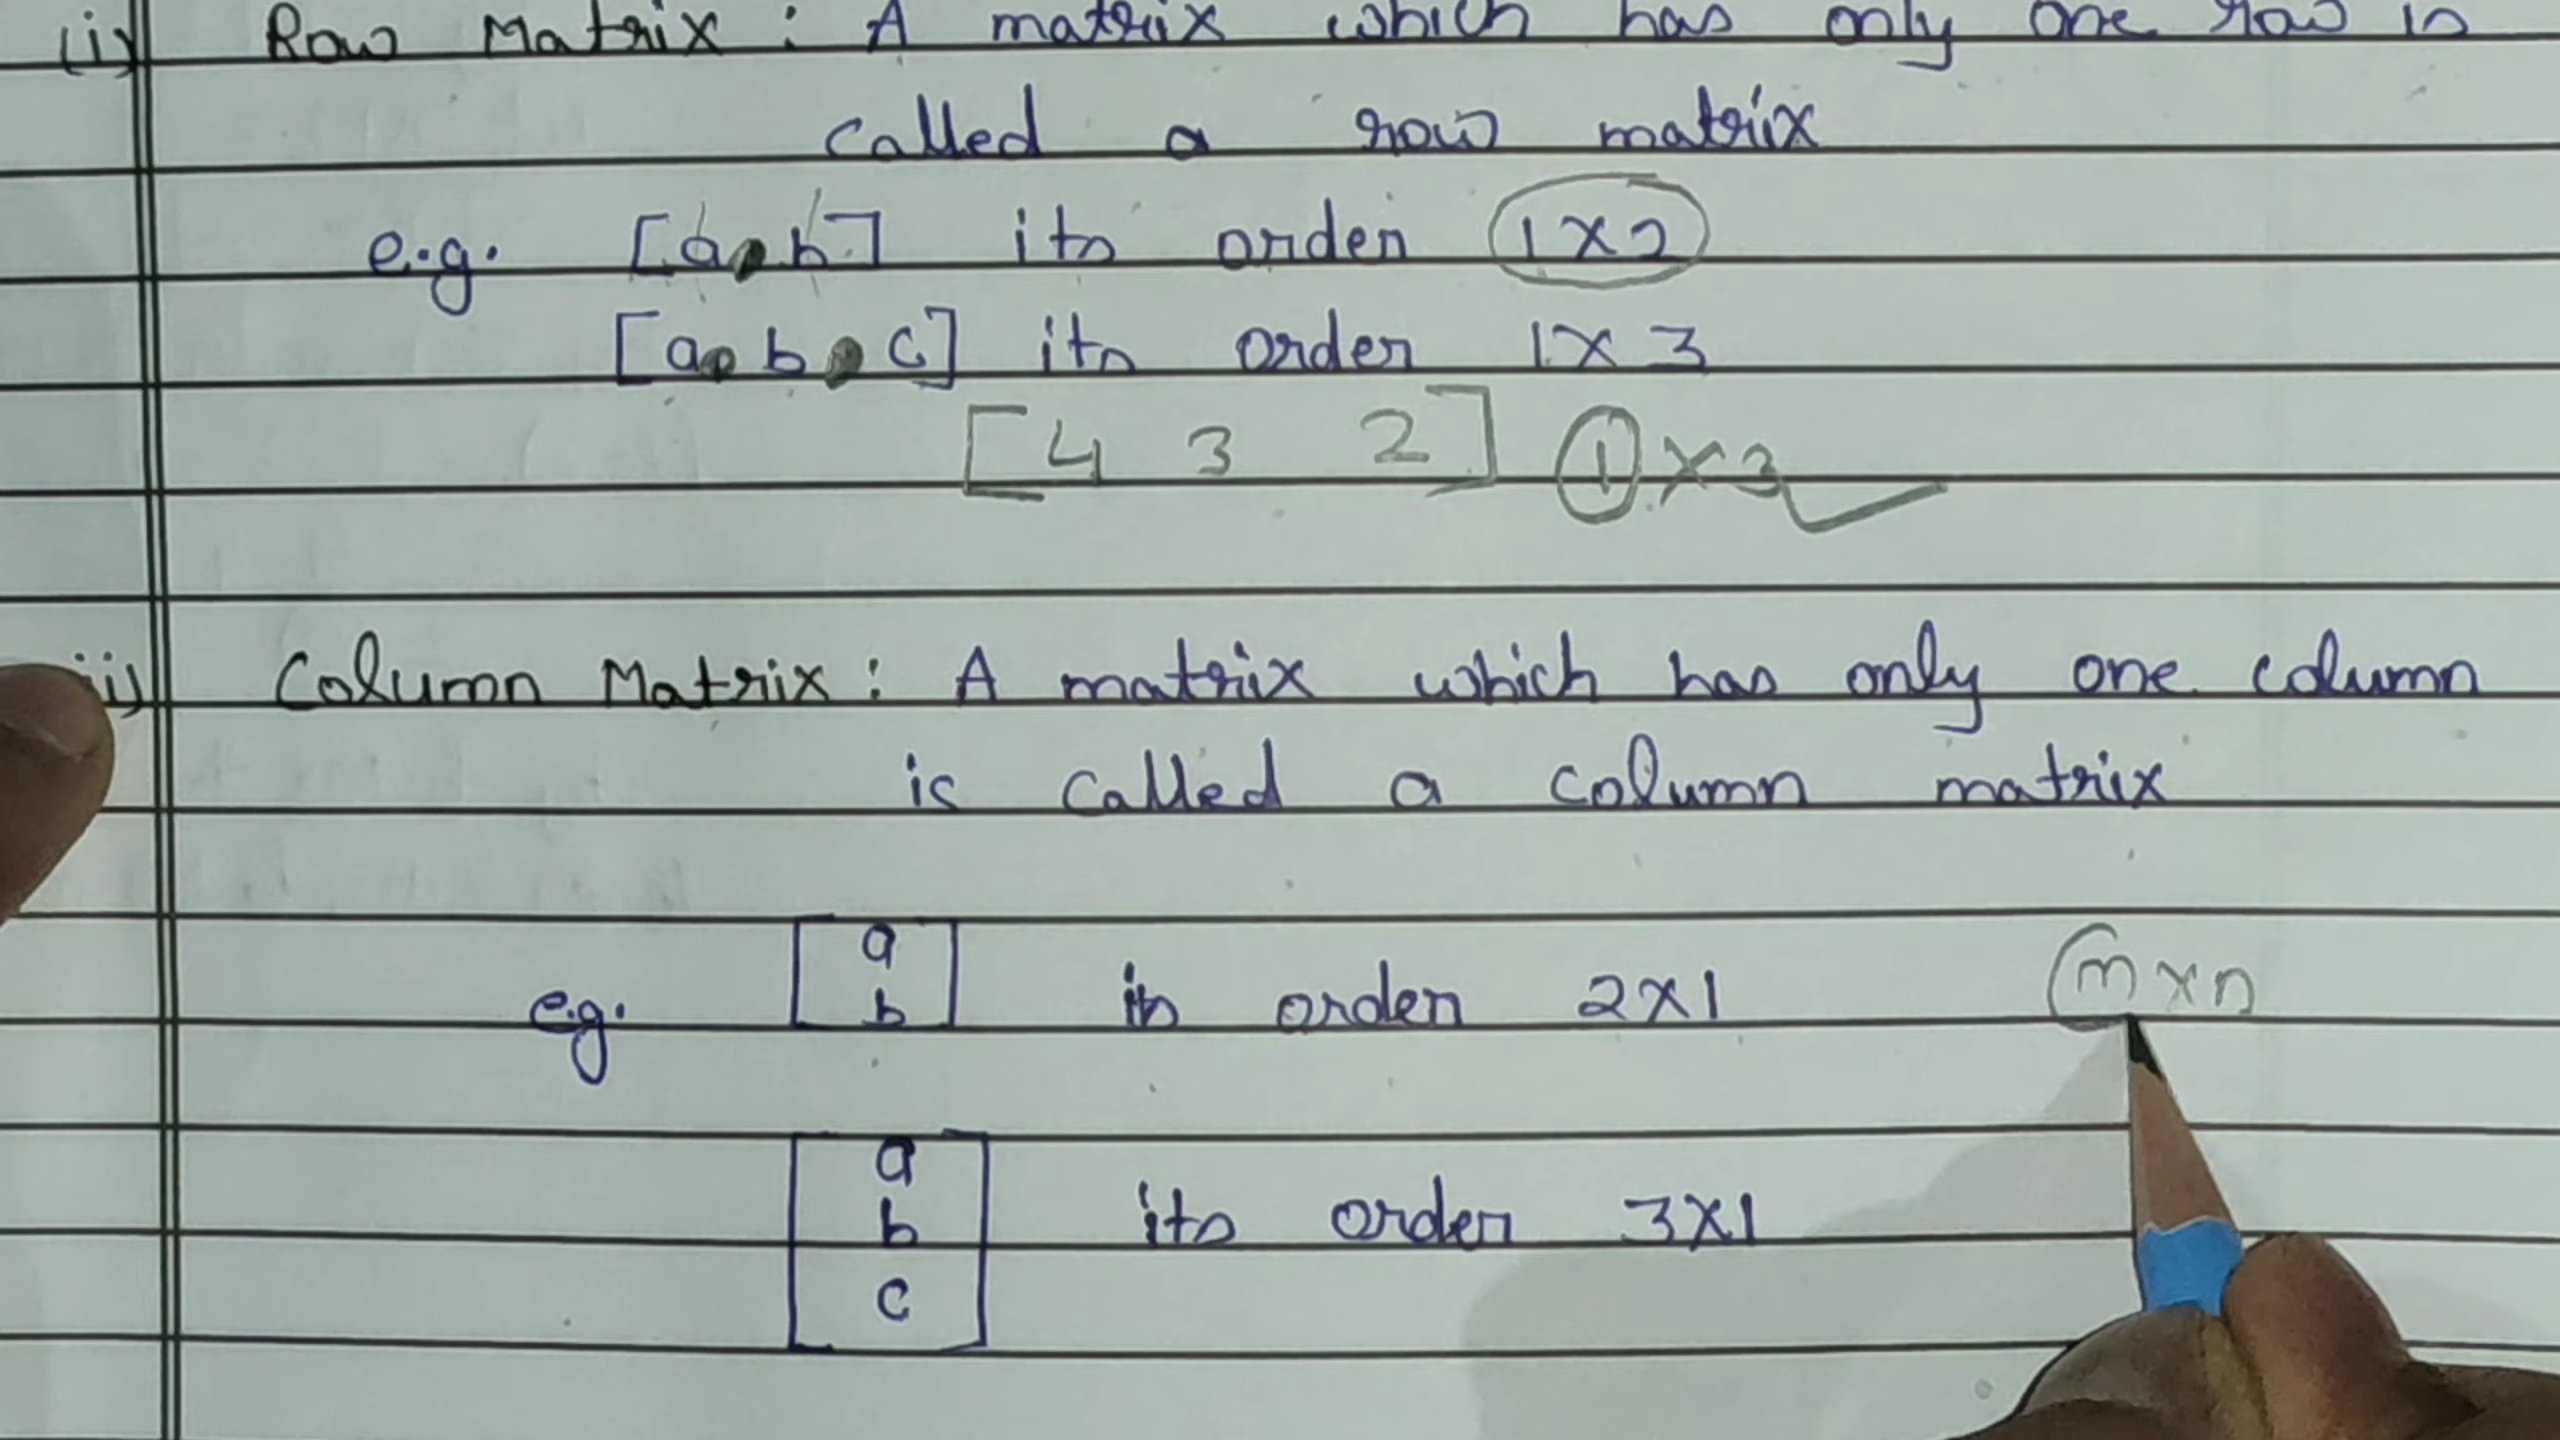 (i) Row Matrix : A matrix which has only one row is
called a row matrix
e.g. [a b] its order 1×2
[a b c] its order 1×3
[4 3 2] 1×3
ii) Column Matrix : A matrix which has only one column
is called a column matrix
a
e.g. b order 2×1 m×n
a
b its order 3×1
c